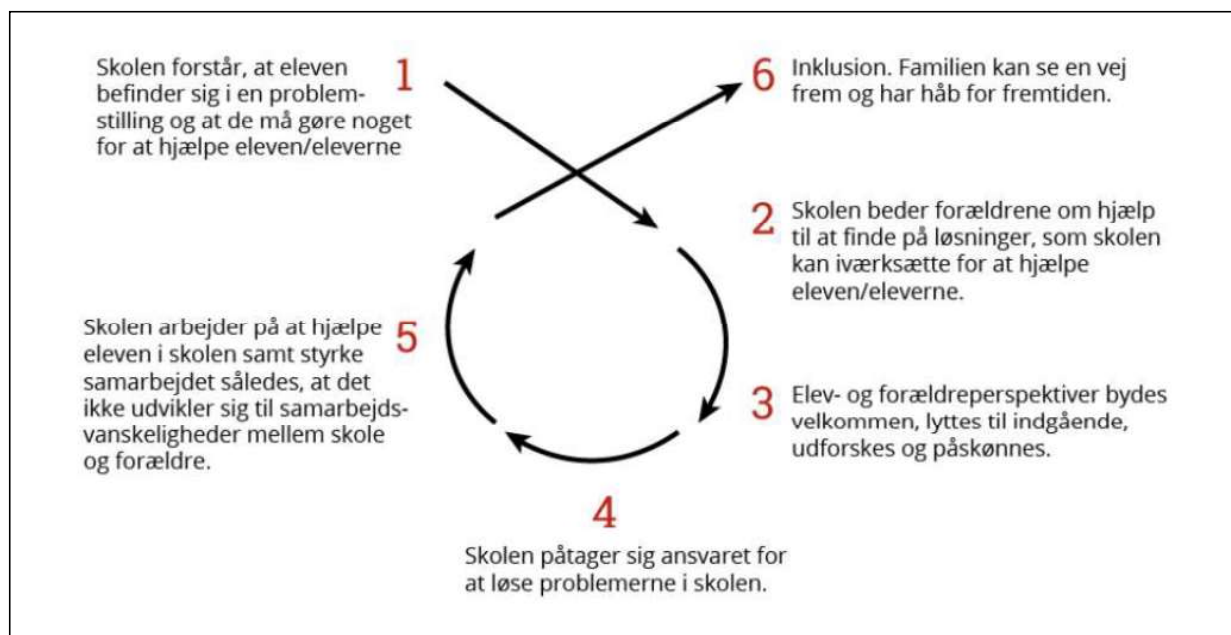 1
Skolen forstår, at eleven
befinder sig i en problem-
stilling og at de må gøre noget
for at hjælpe eleven/eleverne
2
Skolen beder forældrene om hjælp
til at finde på løsninger, som skolen
kan iværksætte for at hjælpe
eleven/eleverne.
3
Elev- og forældreperspektiver bydes
velkommen, lyttes til indgående,
udforskes og påskønnes.
4
Skolen påtager sig ansvaret for
at løse problemerne i skolen.
5
Skolen arbejder på at hjælpe
eleven i skolen samt styrke
samarbejdet således, at det
ikke udvikler sig til samarbejds-
vanskeligheder mellem skole
og forældre.
6
Inklusion. Familien kan se en vej
frem og har håb for fremtiden.